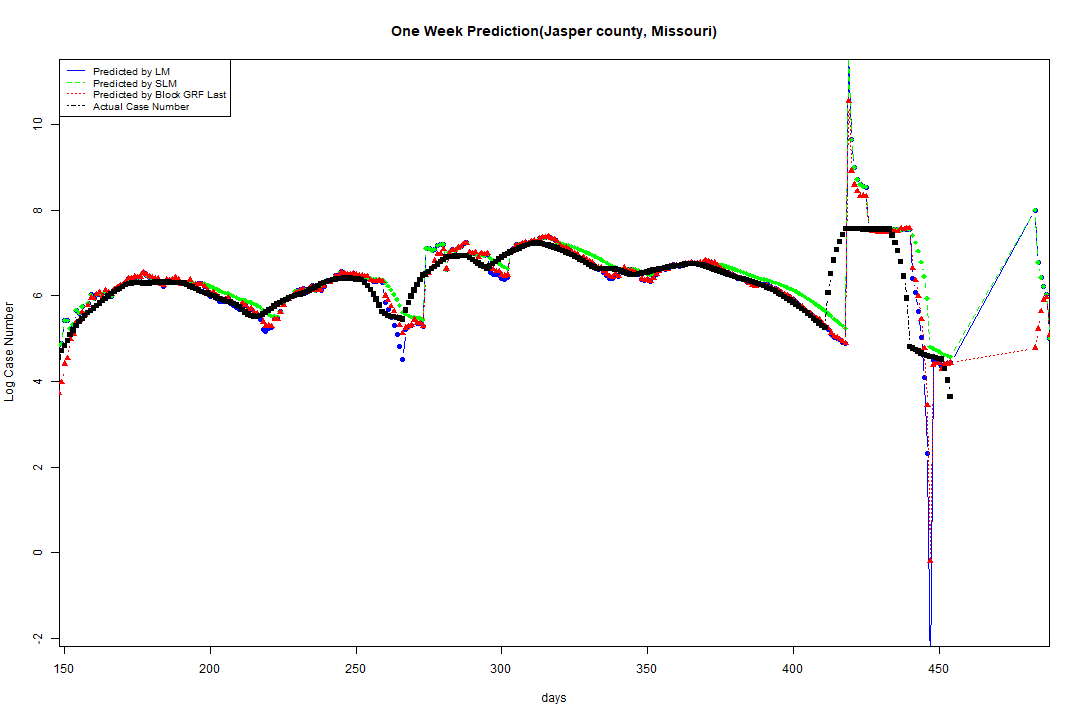 One Week Prediction(Jasper county, Missouri)
Predicted by LM
Predicted by SLM
Predicted by Block GRF Last
Actual Case Number
Log Case Number
10
8
6
4
2
0
-2
150 200 250 300 350 400 450
days